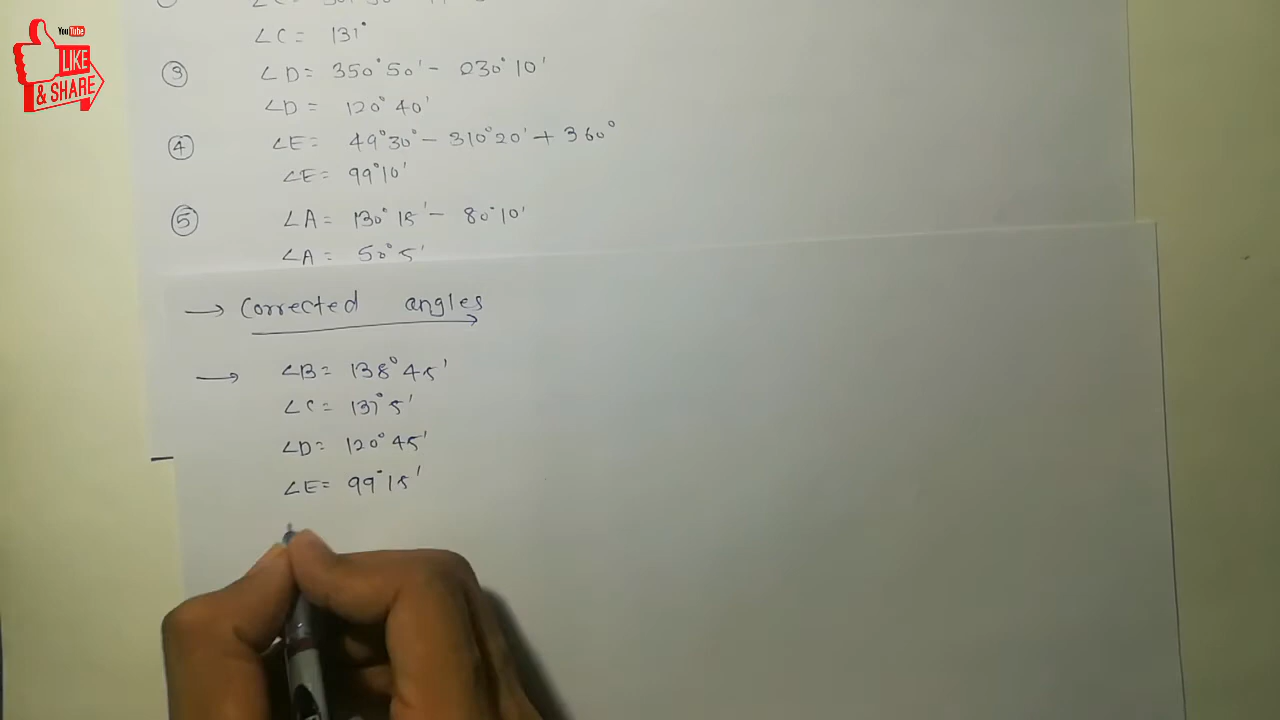 YouTube
LIKE
& SHARE
∠C = 131°
③ ∠D = 350°50' - 230°10'
∠D = 120°40'
④ ∠E = 49°30° - 310°20' + 360°
∠E = 99°10'
⑤ ∠A = 130°15' - 80°10'
∠A = 50°5'
→ Corrected angles
→ ∠B = 138°45'
∠C = 131°5'
∠D = 120°45'
∠E = 99°15'